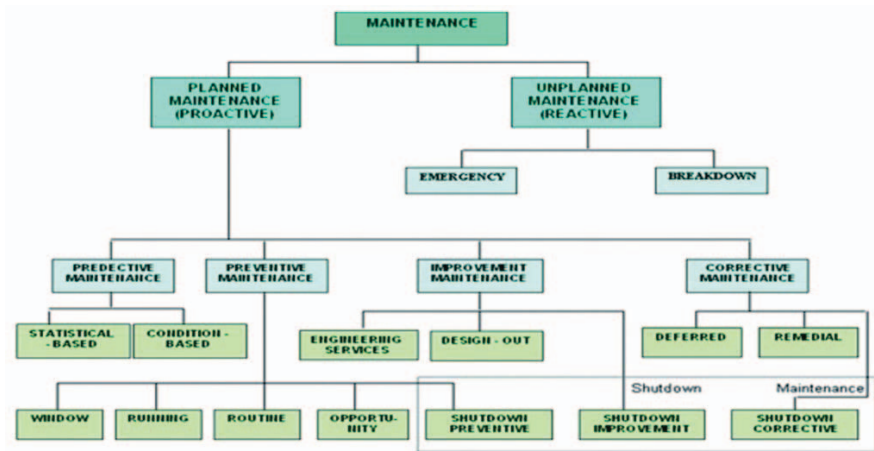 MAINTENANCE
PLANNED
MAINTENANCE
(PROACTIVE)
UNPLANNED
MAINTENANCE
(REACTIVE)
EMERGENCY
BREAKDOWN
PREDECTIVE
MAINTENANCE
PREVENTIVE
MAINTENANCE
IMPROVEMENT
MAINTENANCE
CORRECTIVE
MAINTENANCE
STATISTICAL
- BASED
CONDITION -
BASED
ENGINEERING
SERVICES
DESIGN - OUT
DEFERRED
REMEDIAL
Shutdown Maintenance
WINDOW
RUNNING
ROUTINE
OPPORTU-
NITY
SHUTDOWN
PREVENTIVE
SHUTDOWN
IMPROVEMENT
SHUTDOWN
CORRECTIVE